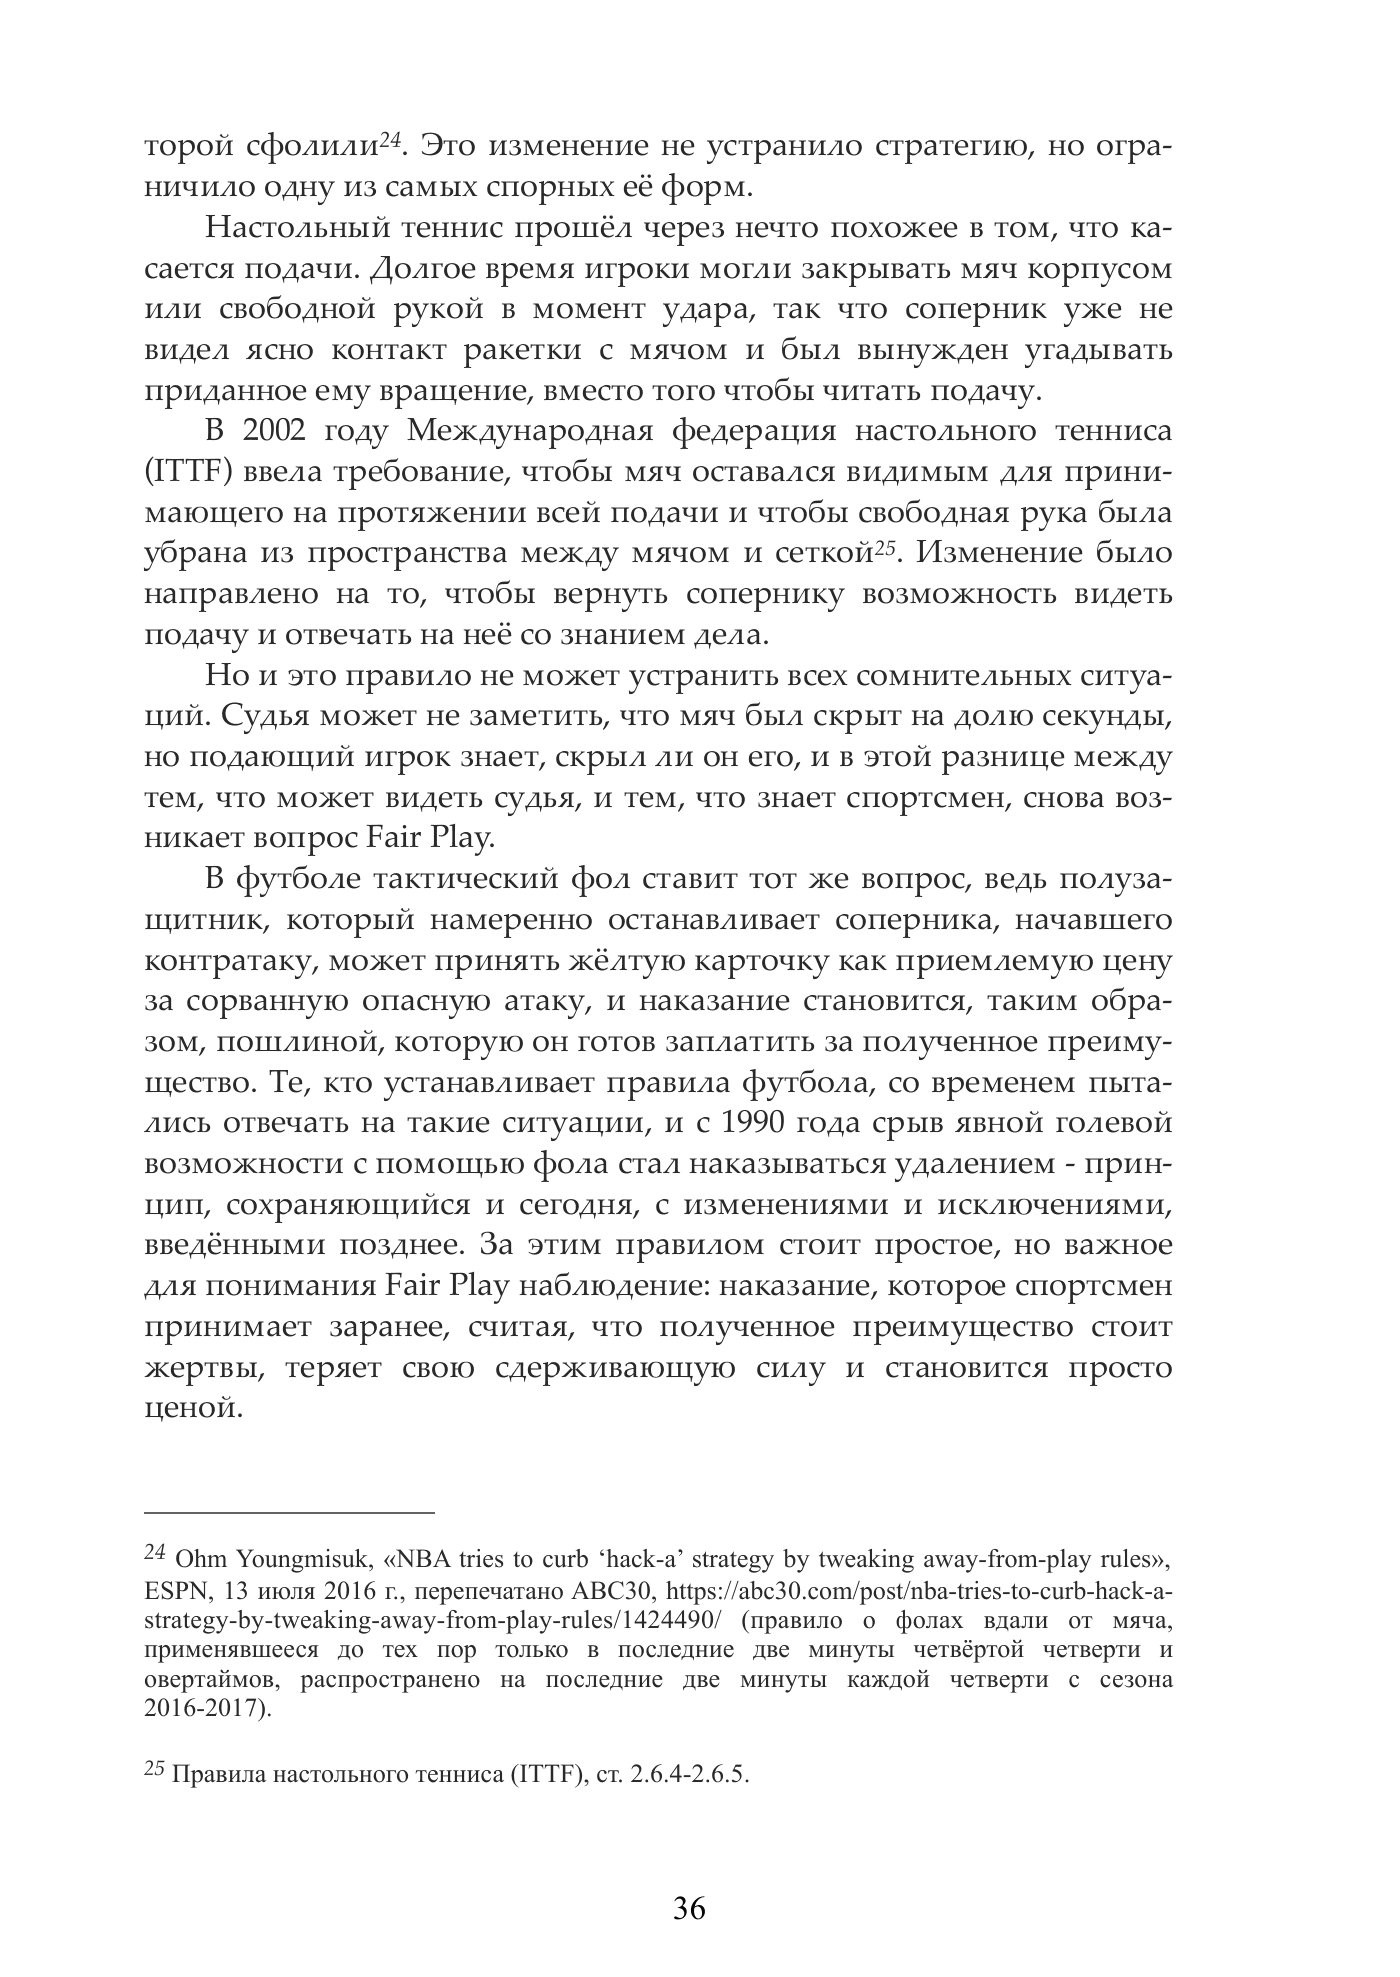 торой сфолили24. Это изменение не устранило стратегию, но огра-
ничило одну из самых спорных её форм.
Настольный теннис прошёл через нечто похожее в том, что ка-
сается подачи. Долгое время игроки могли закрывать мяч корпусом
или свободной рукой в момент удара, так что соперник уже не
видел ясно контакт ракетки с мячом и был вынужден угадывать
приданное ему вращение, вместо того чтобы читать подачу.
В 2002 году Международная федерация настольного тенниса
(ITTF) ввела требование, чтобы мяч оставался видимым для прини-
мающего на протяжении всей подачи и чтобы свободная рука была
убрана из пространства между мячом и сеткой25. Изменение было
направлено на то, чтобы вернуть сопернику возможность видеть
подачу и отвечать на неё со знанием дела.
Но и это правило не может устранить всех сомнительных ситуа-
ций. Судья может не заметить, что мяч был скрыт на долю секунды,
но подающий игрок знает, скрыл ли он его, и в этой разнице между
тем, что может видеть судья, и тем, что знает спортсмен, снова воз-
никает вопрос Fair Play.
В футболе тактический фол ставит тот же вопрос, ведь полуза-
щитник, который намеренно останавливает соперника, начавшего
контратаку, может принять жёлтую карточку как приемлемую цену
за сорванную опасную атаку, и наказание становится, таким обра-
зом, пошлиной, которую он готов заплатить за полученное преиму-
щество. Те, кто устанавливает правила футбола, со временем пыта-
лись отвечать на такие ситуации, и с 1990 года срыв явной голевой
возможности с помощью фола стал наказываться удалением - прин-
цип, сохраняющийся и сегодня, с изменениями и исключениями,
введёнными позднее. За этим правилом стоит простое, но важное
для понимания Fair Play наблюдение: наказание, которое спортсмен
принимает заранее, считая, что полученное преимущество стоит
жертвы, теряет свою сдерживающую силу и становится просто
ценой.
24 Ohm Youngmisuk, «NBA tries to curb ‘hack-a’ strategy by tweaking away-from-play rules»,
ESPN, 13 июля 2016 г., перепечатано ABC30, https://abc30.com/post/nba-tries-to-curb-hack-a-
strategy-by-tweaking-away-from-play-rules/1424490/ (правило о фолах вдали от мяча,
применявшееся до тех пор только в последние две минуты четвёртой четверти и
овертаймов, распространено на последние две минуты каждой четверти с сезона
2016-2017).
25 Правила настольного тенниса (ITTF), ст. 2.6.4-2.6.5.
36